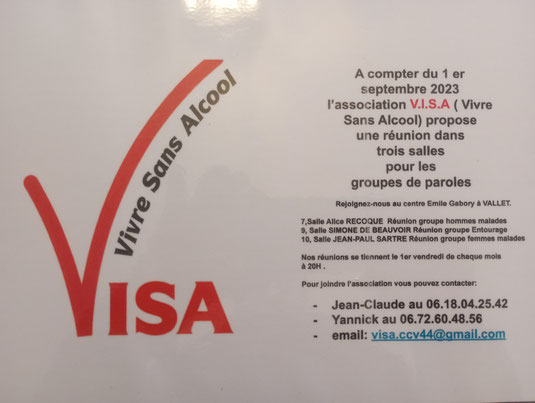 VISA
Vivre Sans Alcool
A compter du 1 er
septembre 2023
l'association V.I.S.A ( Vivre
Sans Alcool) propose
une réunion dans
trois salles
pour les
groupes de paroles
Rejoignez-nous au centre Emile Gabory à VALLET.
7,Salle Alice RECOQUE Réunion groupe hommes malades
9, Salle SIMONE DE BEAUVOIR Réunion groupe Entourage
10, Salle JEAN-PAUL SARTRE Réunion groupe femmes malades
Nos réunions se tiennent le 1er vendredi de chaque mois
à 20H .
Pour joindre l'association vous pouvez contacter:
- Jean-Claude au 06.18.04.25.42
- Yannick au 06.72.60.48.56
- email: visa.ccv44@gmail.com